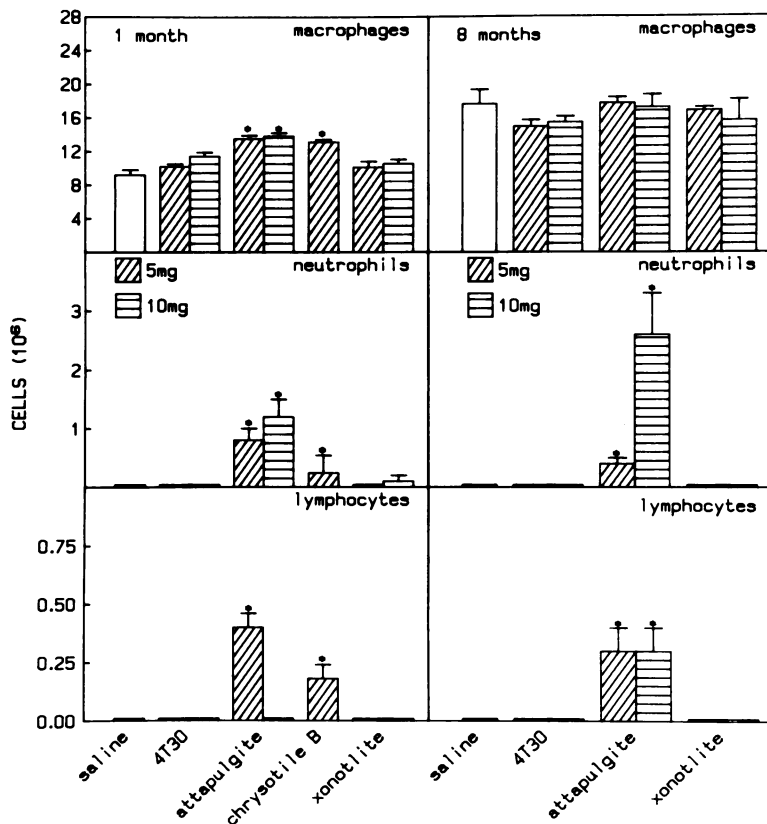 28
24
20
16
12
8
4
1 month
macrophages
8 months
macrophages
* * *
CELLS (10⁶)
3
2
1
5mg
10mg
neutrophils
* * *
5mg
10mg
neutrophils
* *
0.75
0.50
0.25
0.00
lymphocytes
* *
lymphocytes
* *
saline
4T30
attapulgite
chrysotile B
xonotlite
saline
4T30
attapulgite
xonotlite